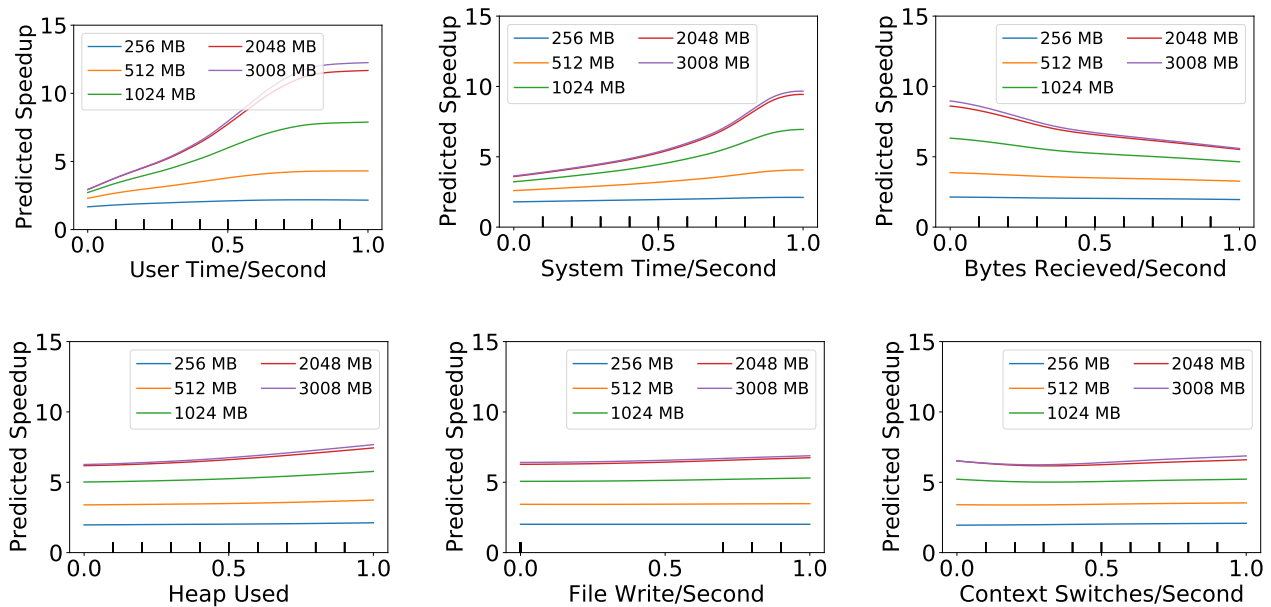 Predicted Speedup
15
10
5
0
256 MB 2048 MB
512 MB 3008 MB
1024 MB
0.0 0.5 1.0
User Time/Second
Predicted Speedup
15
10
5
0
256 MB 2048 MB
512 MB 3008 MB
1024 MB
0.0 0.5 1.0
System Time/Second
Predicted Speedup
15
10
5
0
256 MB 2048 MB
512 MB 3008 MB
1024 MB
0.0 0.5 1.0
Bytes Recieved/Second
Predicted Speedup
15
10
5
0
256 MB 2048 MB
512 MB 3008 MB
1024 MB
0.0 0.5 1.0
Heap Used
Predicted Speedup
15
10
5
0
256 MB 2048 MB
512 MB 3008 MB
1024 MB
0.0 0.5 1.0
File Write/Second
Predicted Speedup
15
10
5
0
256 MB 2048 MB
512 MB 3008 MB
1024 MB
0.0 0.5 1.0
Context Switches/Second